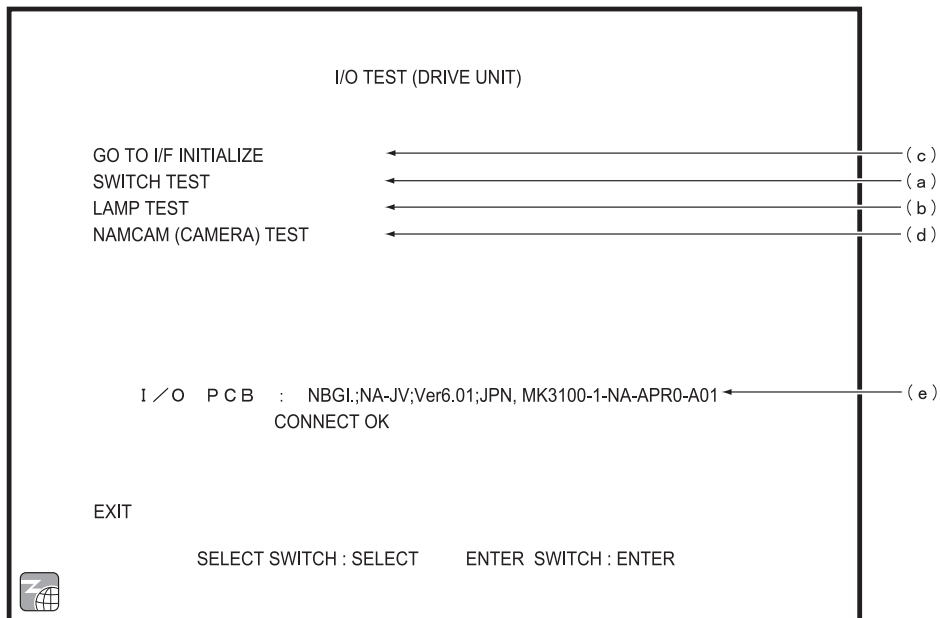 I/O TEST (DRIVE UNIT)
GO TO I/F INITIALIZE (c)
SWITCH TEST (a)
LAMP TEST (b)
NAMCAM (CAMERA) TEST (d)
I／O PCB : NBGI.;NA-JV;Ver6.01;JPN, MK3100-1-NA-APR0-A01 (e)
CONNECT OK
EXIT
SELECT SWITCH : SELECT ENTER SWITCH : ENTER